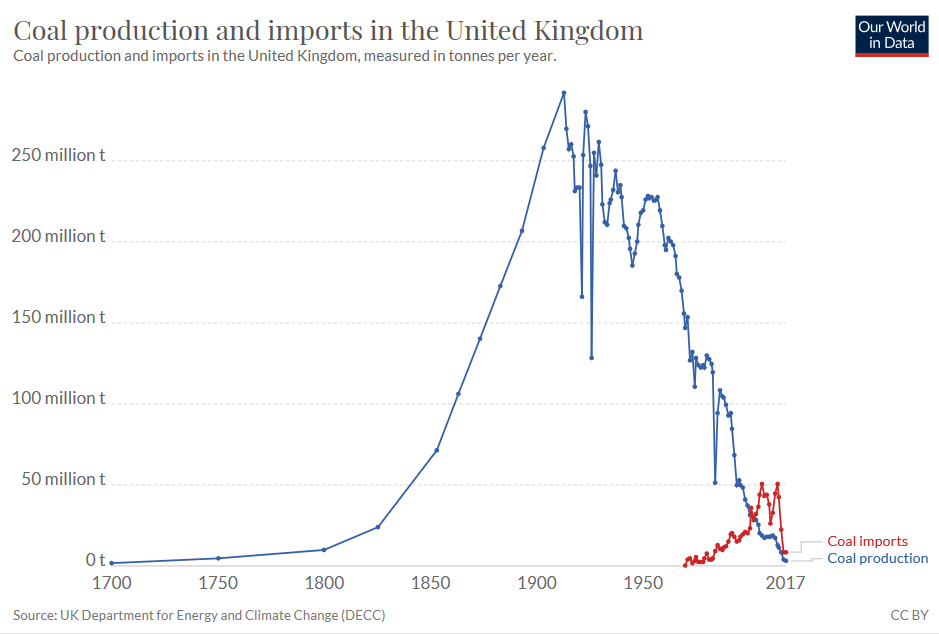 Coal production and imports in the United Kingdom
Our World
in Data
Coal production and imports in the United Kingdom, measured in tonnes per year.
250 million t
200 million t
150 million t
100 million t
50 million t
0 t
Coal imports
Coal production
1700 1750 1800 1850 1900 1950 2017
Source: UK Department for Energy and Climate Change (DECC)
CC BY